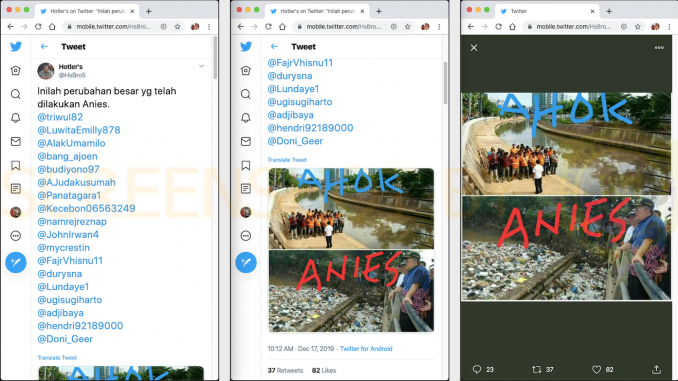 Hotler's on Twitter: "Inilah perub
mobile.twitter.com/HsBro...
Tweet
Hotler's
@HsBro5
Inilah perubahan besar yg telah
dilakukan Anies.
@triwul82
@LuwitaEmilly878
@AlakUmamilo
@bang_ajoen
@budiyono97
@AJudakusumah
@Panatagara1
@Kecebon06563249
@namrejreznap
@JohnIrwan4
@mycrestin
@FajrVhisnu11
@durysna
@Lundaye1
@ugisugiharto
@adjibaya
@hendri92189000
@Doni_Geer
Translate Tweet
AHOK
Hotler's on Twitter: "Inilah perub
mobile.twitter.com/HsBro...
Tweet
@FajrVhisnu11
@durysna
@Lundaye1
@ugisugiharto
@adjibaya
@hendri92189000
@Doni_Geer
Translate Tweet
AHOK
ANIES
10:12 AM · Dec 17, 2019 · Twitter for Android
37 Retweets 82 Likes
Twitter
mobile.twitter.com/HsBro...
AHOK
ANIES
23 37 82